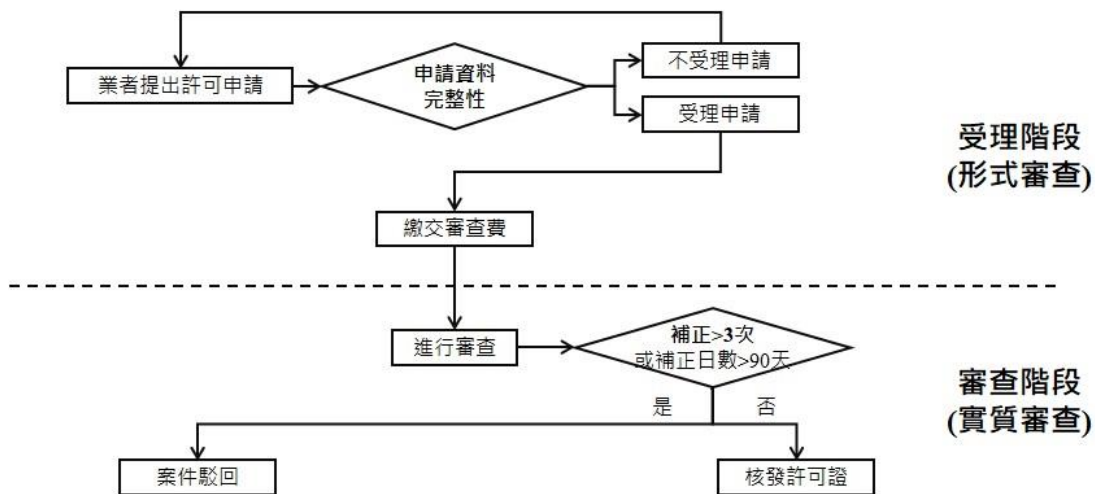 業者提出許可申請
申請資料
完整性
不受理申請
受理申請
受理階段
(形式審查)
繳交審查費
進行審查
補正>3次
或補正日數>90天
是
否
審查階段
(實質審查)
案件駁回
核發許可證